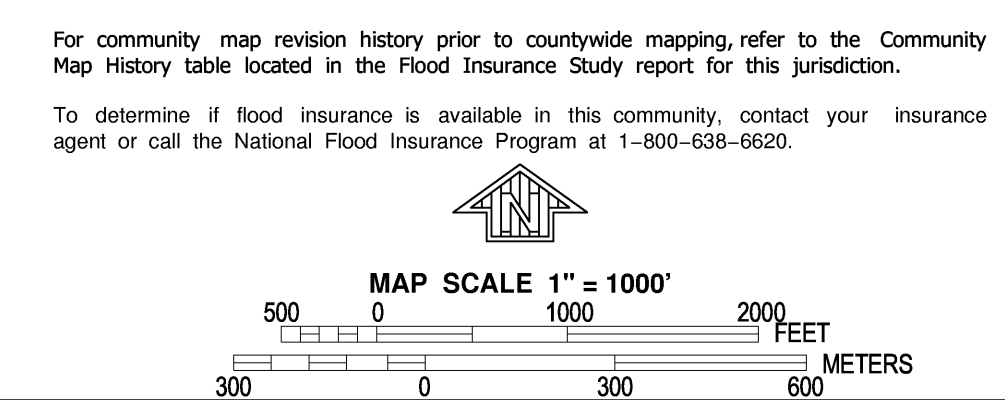 For community map revision history prior to countywide mapping, refer to the Community
Map History table located in the Flood Insurance Study report for this jurisdiction.
To determine if flood insurance is available in this community, contact your insurance
agent or call the National Flood Insurance Program at 1-800-638-6620.
N
MAP SCALE 1" = 1000'
500 0 1000 2000
FEET
METERS
300 0 300 600